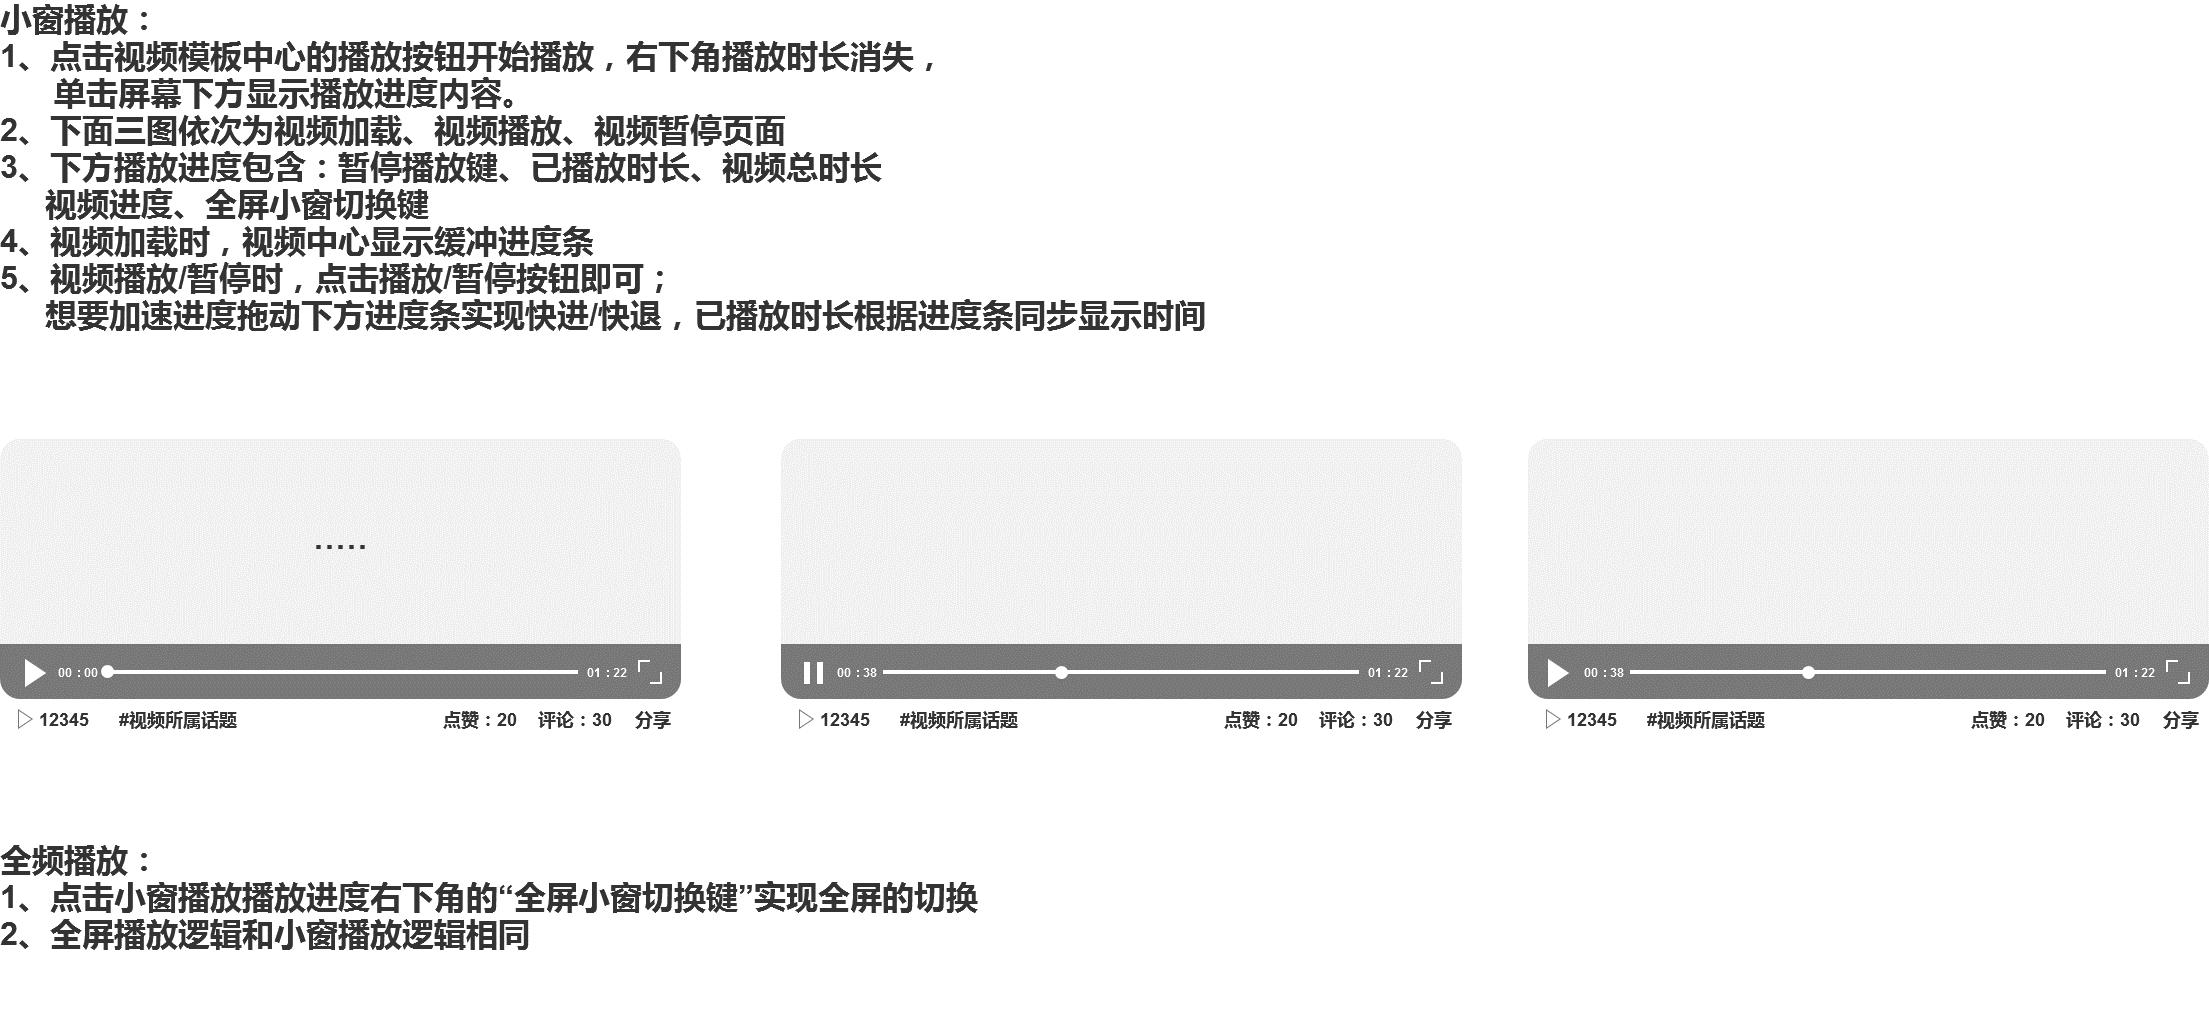 小窗播放：
1、点击视频模板中心的播放按钮开始播放，右下角播放时长消失，
单击屏幕下方显示播放进度内容。
2、下面三图依次为视频加载、视频播放、视频暂停页面
3、下方播放进度包含：暂停播放键、已播放时长、视频总时长
视频进度、全屏小窗切换键
4、视频加载时，视频中心显示缓冲进度条
5、视频播放/暂停时，点击播放/暂停按钮即可；
想要加速进度拖动下方进度条实现快进/快退，已播放时长根据进度条同步显示时间
.....
00：00 01：22
12345 #视频所属话题 点赞：20 评论：30 分享
00：38 01：22
12345 #视频所属话题 点赞：20 评论：30 分享
00：38 01：22
12345 #视频所属话题 点赞：20 评论：30 分享
全频播放：
1、点击小窗播放播放进度右下角的“全屏小窗切换键”实现全屏的切换
2、全屏播放逻辑和小窗播放逻辑相同